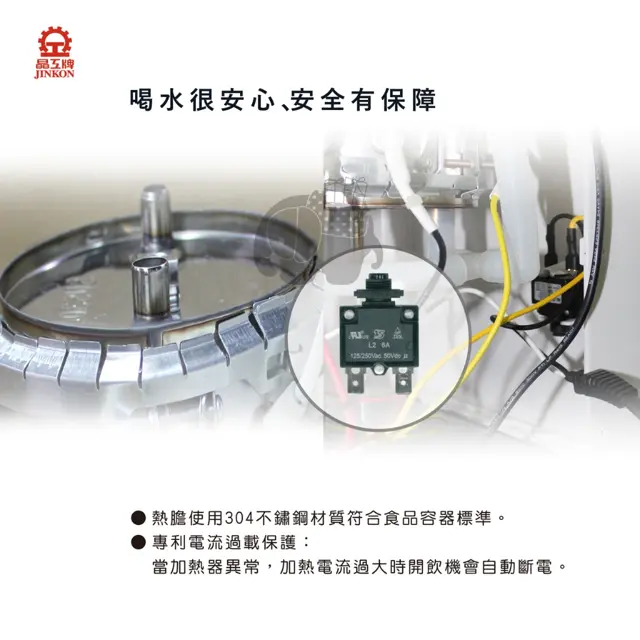 晶工牌
JINKON
喝水很安心、安全有保障
L2 6A
125/250Vac 50Vdc
● 熱膽使用304不鏽鋼材質符合食品容器標準。
● 專利電流過載保護：
當加熱器異常，加熱電流過大時開飲機會自動斷電。